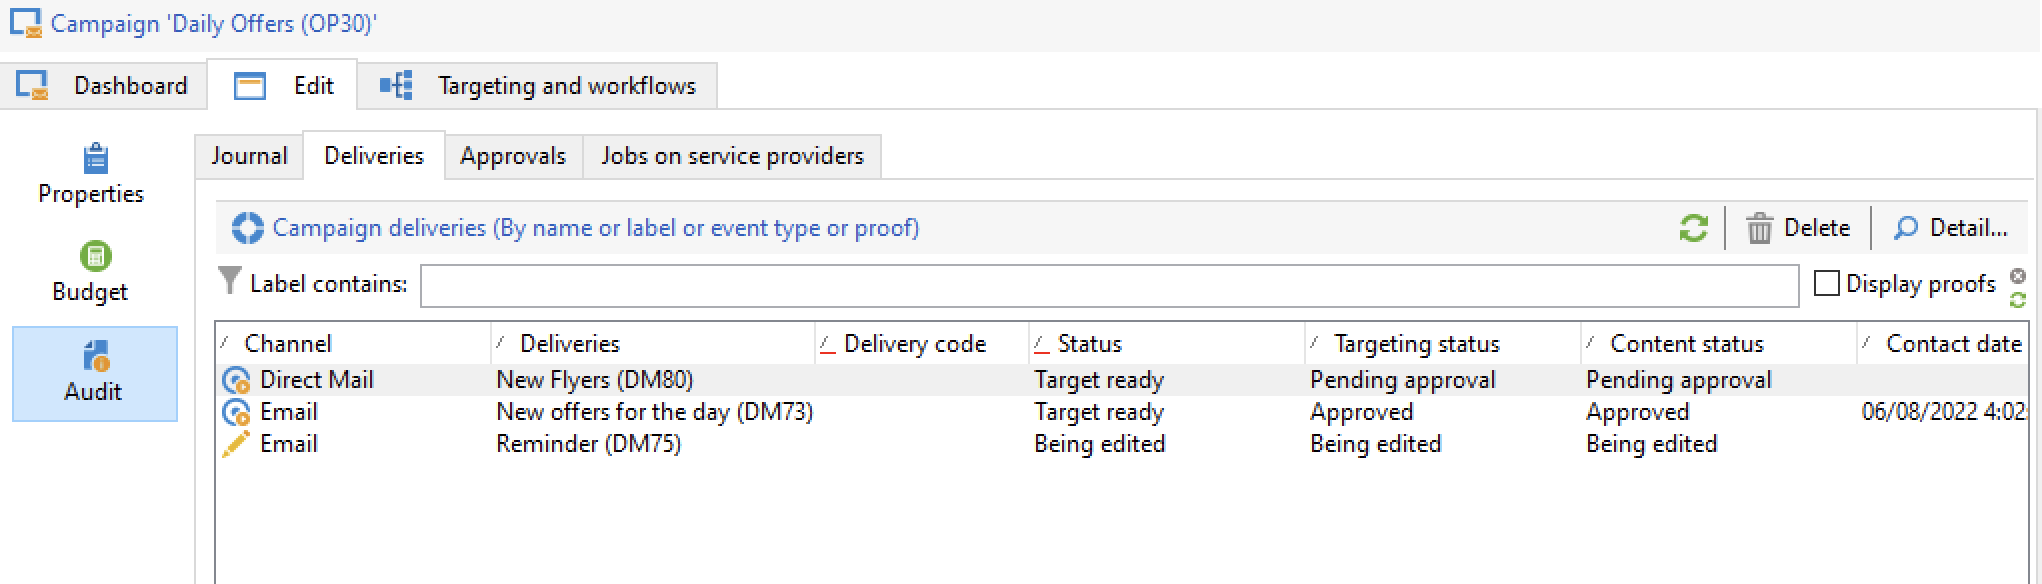 Campaign 'Daily Offers (OP30)'
Dashboard Edit Targeting and workflows
Journal Deliveries Approvals Jobs on service providers
Properties
Budget
Audit
Campaign deliveries (By name or label or event type or proof) Delete Detail...
Label contains: Display proofs
Channel Deliveries Delivery code Status Targeting status Content status Contact date
Direct Mail New Flyers (DM80) Target ready Pending approval Pending approval
Email New offers for the day (DM73) Target ready Approved Approved 06/08/2022 4:02:
Email Reminder (DM75) Being edited Being edited Being edited